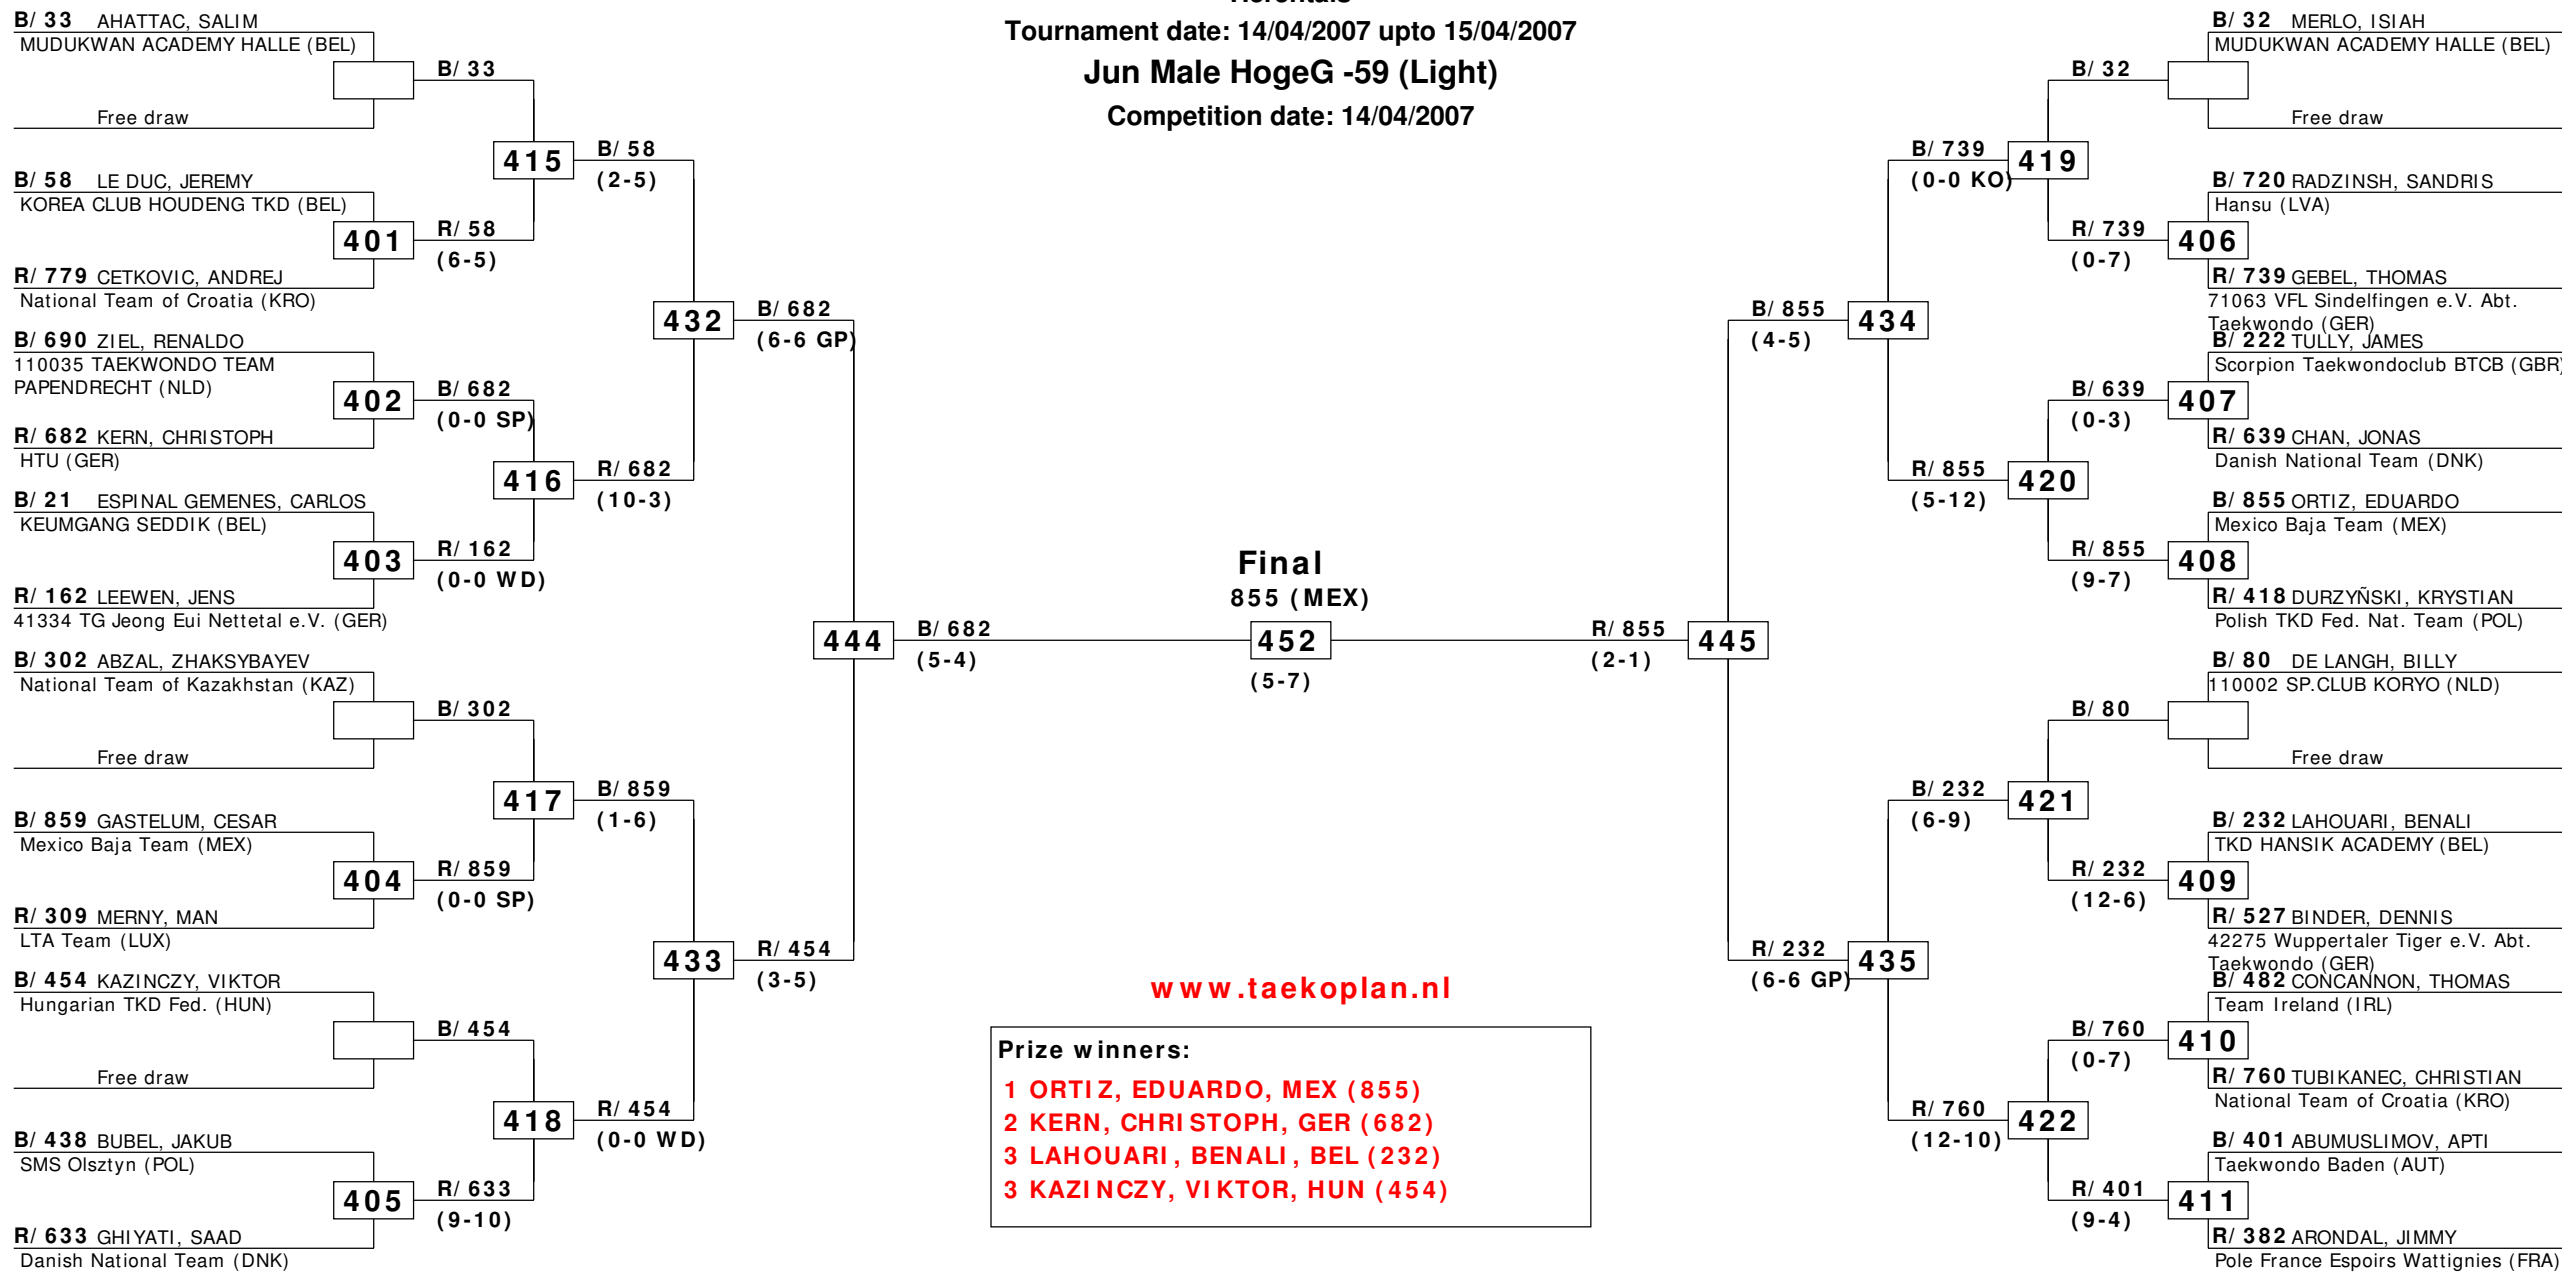 Tournament date: 14/04/2007 upto 15/04/2007
Jun Male HogeG -59 (Light)
Competition date: 14/04/2007
B/ 33 AHATTAC, SALIM
MUDUKWAN ACADEMY HALLE (BEL)
B/ 33
Free draw
415
B/ 58
(2-5)
B/ 58 LE DUC, JEREMY
KOREA CLUB HOUDENG TKD (BEL)
401
R/ 58
(6-5)
R/ 779 CETKOVIC, ANDREJ
National Team of Croatia (KRO)
432
B/ 682
(6-6 GP)
B/ 690 ZIEL, RENALDO
110035 TAEKWONDO TEAM
PAPENDRECHT (NLD)
402
B/ 682
(0-0 SP)
R/ 682 KERN, CHRISTOPH
HTU (GER)
416
R/ 682
(10-3)
B/ 21 ESPINAL GEMENES, CARLOS
KEUMGANG SEDDIK (BEL)
403
R/ 162
(0-0 WD)
R/ 162 LEEWEN, JENS
41334 TG Jeong Eui Nettetal e.V. (GER)
444
B/ 682
(5-4)
B/ 302 ABZAL, ZHAKSYBAYEV
National Team of Kazakhstan (KAZ)
B/ 302
Free draw
417
B/ 859
(1-6)
B/ 859 GASTELUM, CESAR
Mexico Baja Team (MEX)
404
R/ 859
(0-0 SP)
R/ 309 MERNY, MAN
LTA Team (LUX)
433
R/ 454
(3-5)
B/ 454 KAZINCZY, VIKTOR
Hungarian TKD Fed. (HUN)
B/ 454
Free draw
418
R/ 454
(0-0 WD)
B/ 438 BUBEL, JAKUB
SMS Olsztyn (POL)
405
R/ 633
(9-10)
R/ 633 GHIYATI, SAAD
Danish National Team (DNK)
Final
855 (MEX)
452
(5-7)
www.taekoplan.nl
Prize winners:
1 ORTIZ, EDUARDO, MEX (855)
2 KERN, CHRISTOPH, GER (682)
3 LAHOUARI, BENALI, BEL (232)
3 KAZINCZY, VIKTOR, HUN (454)
B/ 32 MERLO, ISIAH
MUDUKWAN ACADEMY HALLE (BEL)
B/ 32
Free draw
B/ 739
(0-0 KO)
419
B/ 720 RADZINSH, SANDRIS
Hansu (LVA)
R/ 739
(0-7)
406
R/ 739 GEBEL, THOMAS
71063 VFL Sindelfingen e.V. Abt.
Taekwondo (GER)
B/ 855
(4-5)
434
B/ 222 TULLY, JAMES
Scorpion Taekwondoclub BTCB (GBR)
B/ 639
(0-3)
407
R/ 639 CHAN, JONAS
Danish National Team (DNK)
R/ 855
(5-12)
420
B/ 855 ORTIZ, EDUARDO
Mexico Baja Team (MEX)
R/ 855
(9-7)
408
R/ 418 DURZYÑSKI, KRYSTIAN
Polish TKD Fed. Nat. Team (POL)
R/ 855
(2-1)
445
B/ 80 DE LANGH, BILLY
110002 SP.CLUB KORYO (NLD)
B/ 80
Free draw
B/ 232
(6-9)
421
B/ 232 LAHOUARI, BENALI
TKD HANSIK ACADEMY (BEL)
R/ 232
(12-6)
409
R/ 527 BINDER, DENNIS
42275 Wuppertaler Tiger e.V. Abt.
Taekwondo (GER)
R/ 232
(6-6 GP)
435
B/ 482 CONCANNON, THOMAS
Team Ireland (IRL)
B/ 760
(0-7)
410
R/ 760 TUBIKANEC, CHRISTIAN
National Team of Croatia (KRO)
R/ 760
(12-10)
422
B/ 401 ABUMUSLIMOV, APTI
Taekwondo Baden (AUT)
R/ 401
(9-4)
411
R/ 382 ARONDAL, JIMMY
Pole France Espoirs Wattignies (FRA)